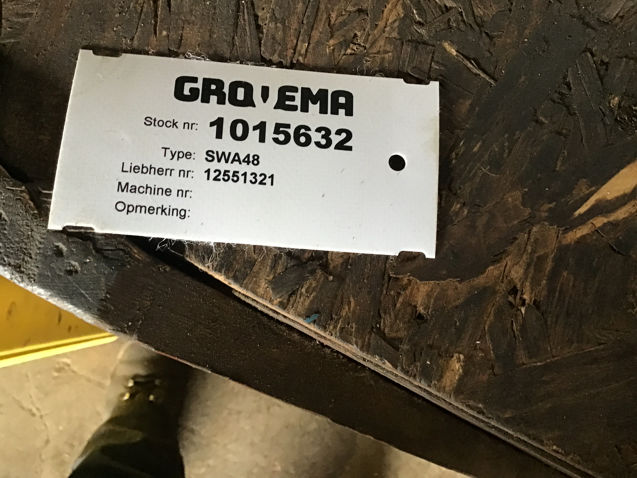 GROVEMA
Stock nr: 1015632
Type: SWA48
Liebherr nr: 12551321
Machine nr:
Opmerking: